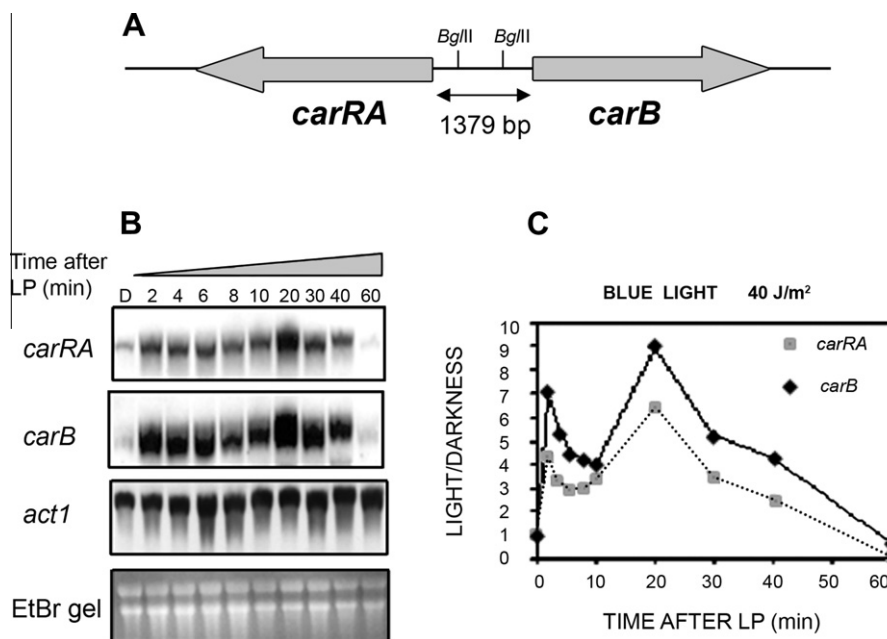 A
BglII BglII
carRA carB
1379 bp
B
Time after
LP (min) D 2 4 6 8 10 20 30 40 60
carRA
carB
act1
EtBr gel
C
BLUE LIGHT 40 J/m²
10
9
8
7
6
5
4
3
2
1
0
carRA
carB
LIGHT/DARKNESS
0 10 20 30 40 50 60
TIME AFTER LP (min)